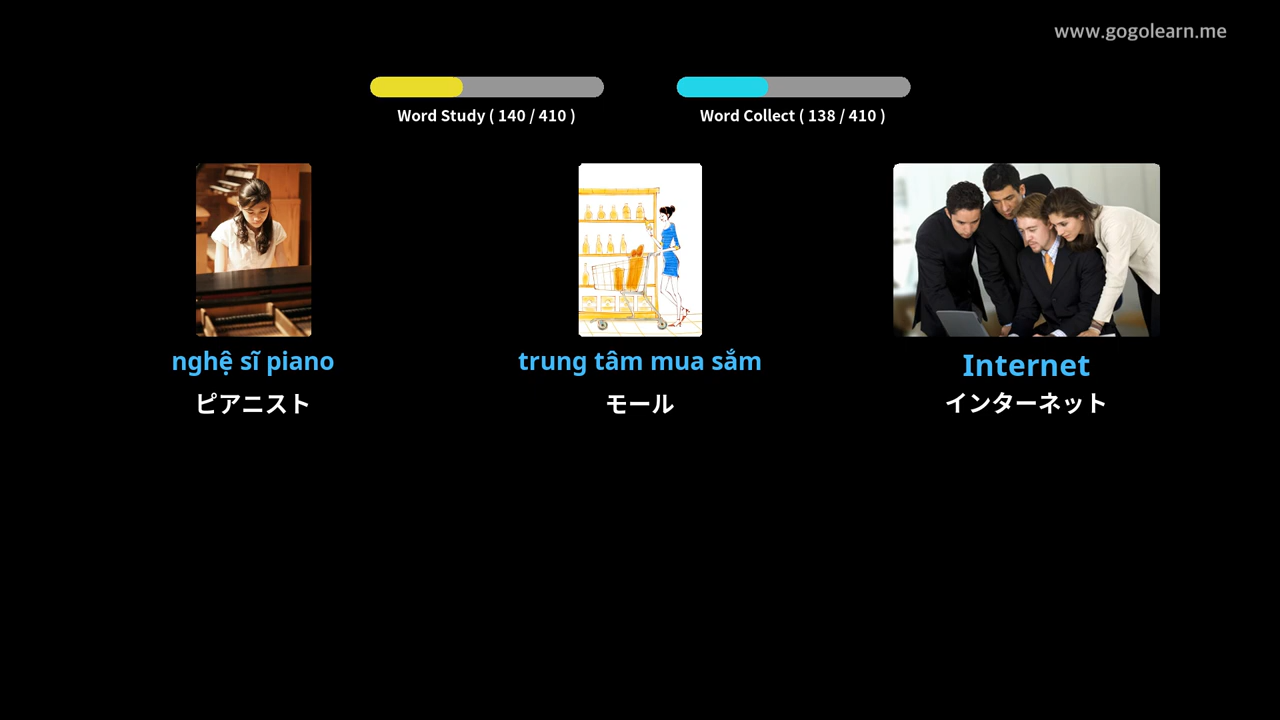 www.gogolearn.me
Word Study ( 140 / 410 )
Word Collect ( 138 / 410 )
nghệ sĩ piano
ピアニスト
trung tâm mua sắm
モール
Internet
インターネット